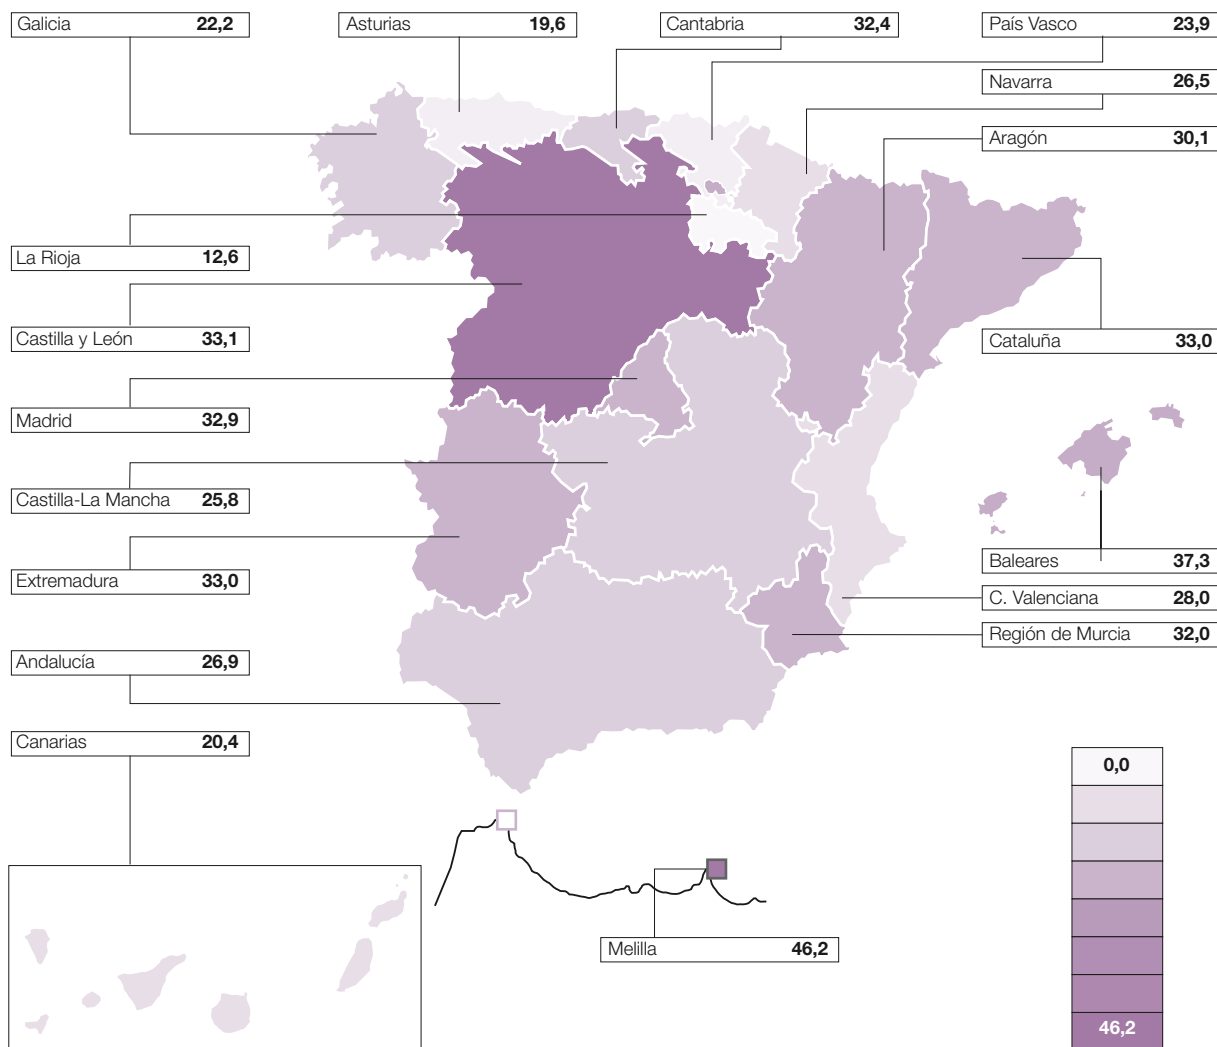 Galicia 22,2
Asturias 19,6
Cantabria 32,4
País Vasco 23,9
Navarra 26,5
Aragón 30,1
La Rioja 12,6
Castilla y León 33,1
Cataluña 33,0
Madrid 32,9
Castilla-La Mancha 25,8
Extremadura 33,0
Baleares 37,3
C. Valenciana 28,0
Región de Murcia 32,0
Andalucía 26,9
Canarias 20,4
0,0
Melilla 46,2
46,2